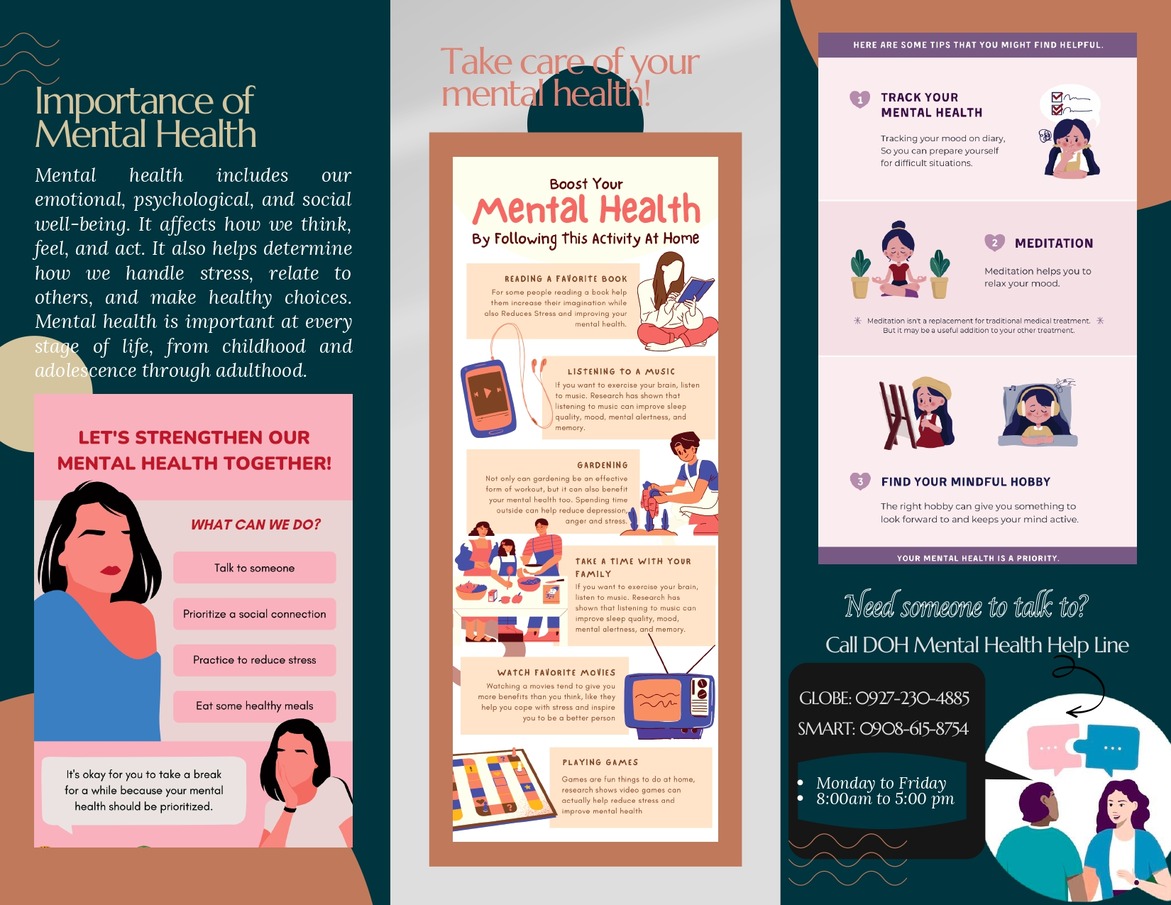 Importance of
Mental Health
Mental health includes our
emotional, psychological, and social
well-being. It affects how we think,
feel, and act. It also helps determine
how we handle stress, relate to
others, and make healthy choices.
Mental health is important at every
stage of life, from childhood and
adolescence through adulthood.
LET'S STRENGTHEN OUR
MENTAL HEALTH TOGETHER!
WHAT CAN WE DO?
Talk to someone
Prioritize a social connection
Practice to reduce stress
Eat some healthy meals
It's okay for you to take a break
for a while because your mental
health should be prioritized.
Take care of your
mental health!
Boost Your
Mental Health
By Following This Activity At Home
READING A FAVORITE BOOK
For some people reading a book help
them increase their imagination while
also Reduces Stress and improving your
mental health.
LISTENING TO A MUSIC
If you want to exercise your brain, listen
to music. Research has shown that
listening to music can improve sleep
quality, mood, mental alertness, and
memory.
GARDENING
Not only can gardening be an effective
form of workout, but it can also benefit
your mental health too. Spending time
outside can help reduce depression,
anger and stress.
TAKE A TIME WITH YOUR
FAMILY
If you want to exercise your brain,
listen to music. Research has
shown that listening to music can
improve sleep quality, mood,
mental alertness, and memory.
WATCH FAVORITE MOVIES
Watching a movies tend to give you
more benefits than you think, like they
help you cope with stress and inspire
you to be a better person
PLAYING GAMES
Games are fun things to do at home,
research shows video games can
actually help reduce stress and
improve mental health
HERE ARE SOME TIPS THAT YOU MIGHT FIND HELPFUL.
1 TRACK YOUR
MENTAL HEALTH
Tracking your mood on diary,
So you can prepare yourself
for difficult situations.
2 MEDITATION
Meditation helps you to
relax your mood.
Meditation isn't a replacement for traditional medical treatment.
But it may be a useful addition to your other treatment.
3 FIND YOUR MINDFUL HOBBY
The right hobby can give you something to
look forward to and keeps your mind active.
YOUR MENTAL HEALTH IS A PRIORITY.
Need someone to talk to?
Call DOH Mental Health Help Line
GLOBE: 0927-230-4885
SMART: 0908-615-8754
• Monday to Friday
• 8:00am to 5:00 pm